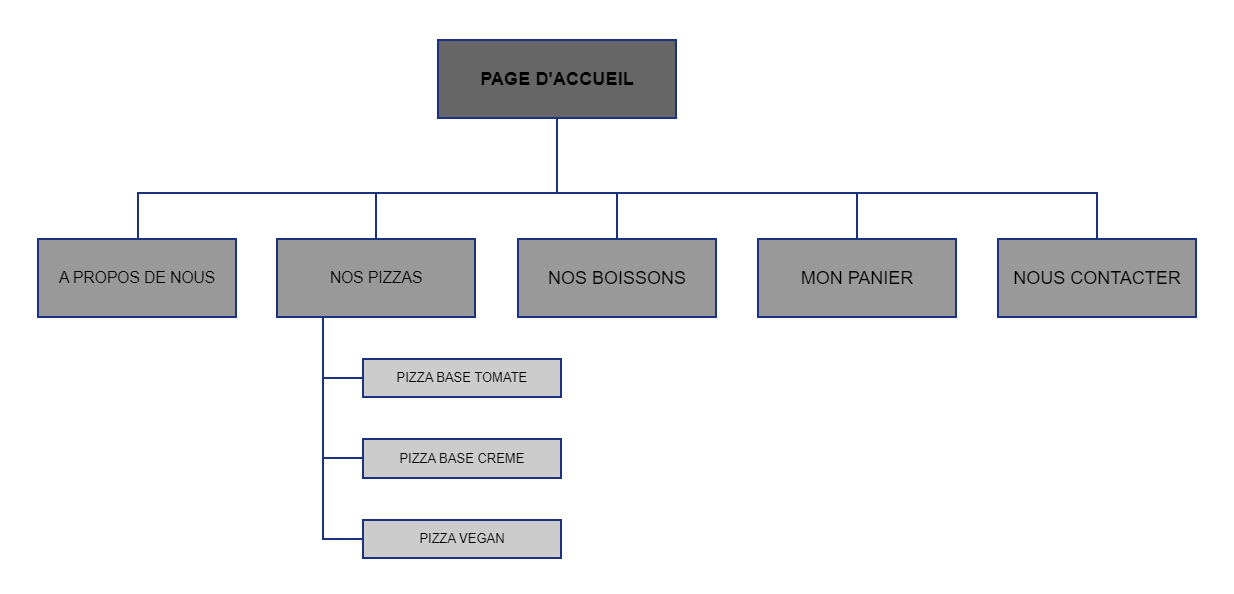 PAGE D'ACCUEIL
A PROPOS DE NOUS
NOS PIZZAS
NOS BOISSONS
MON PANIER
NOUS CONTACTER
PIZZA BASE TOMATE
PIZZA BASE CREME
PIZZA VEGAN